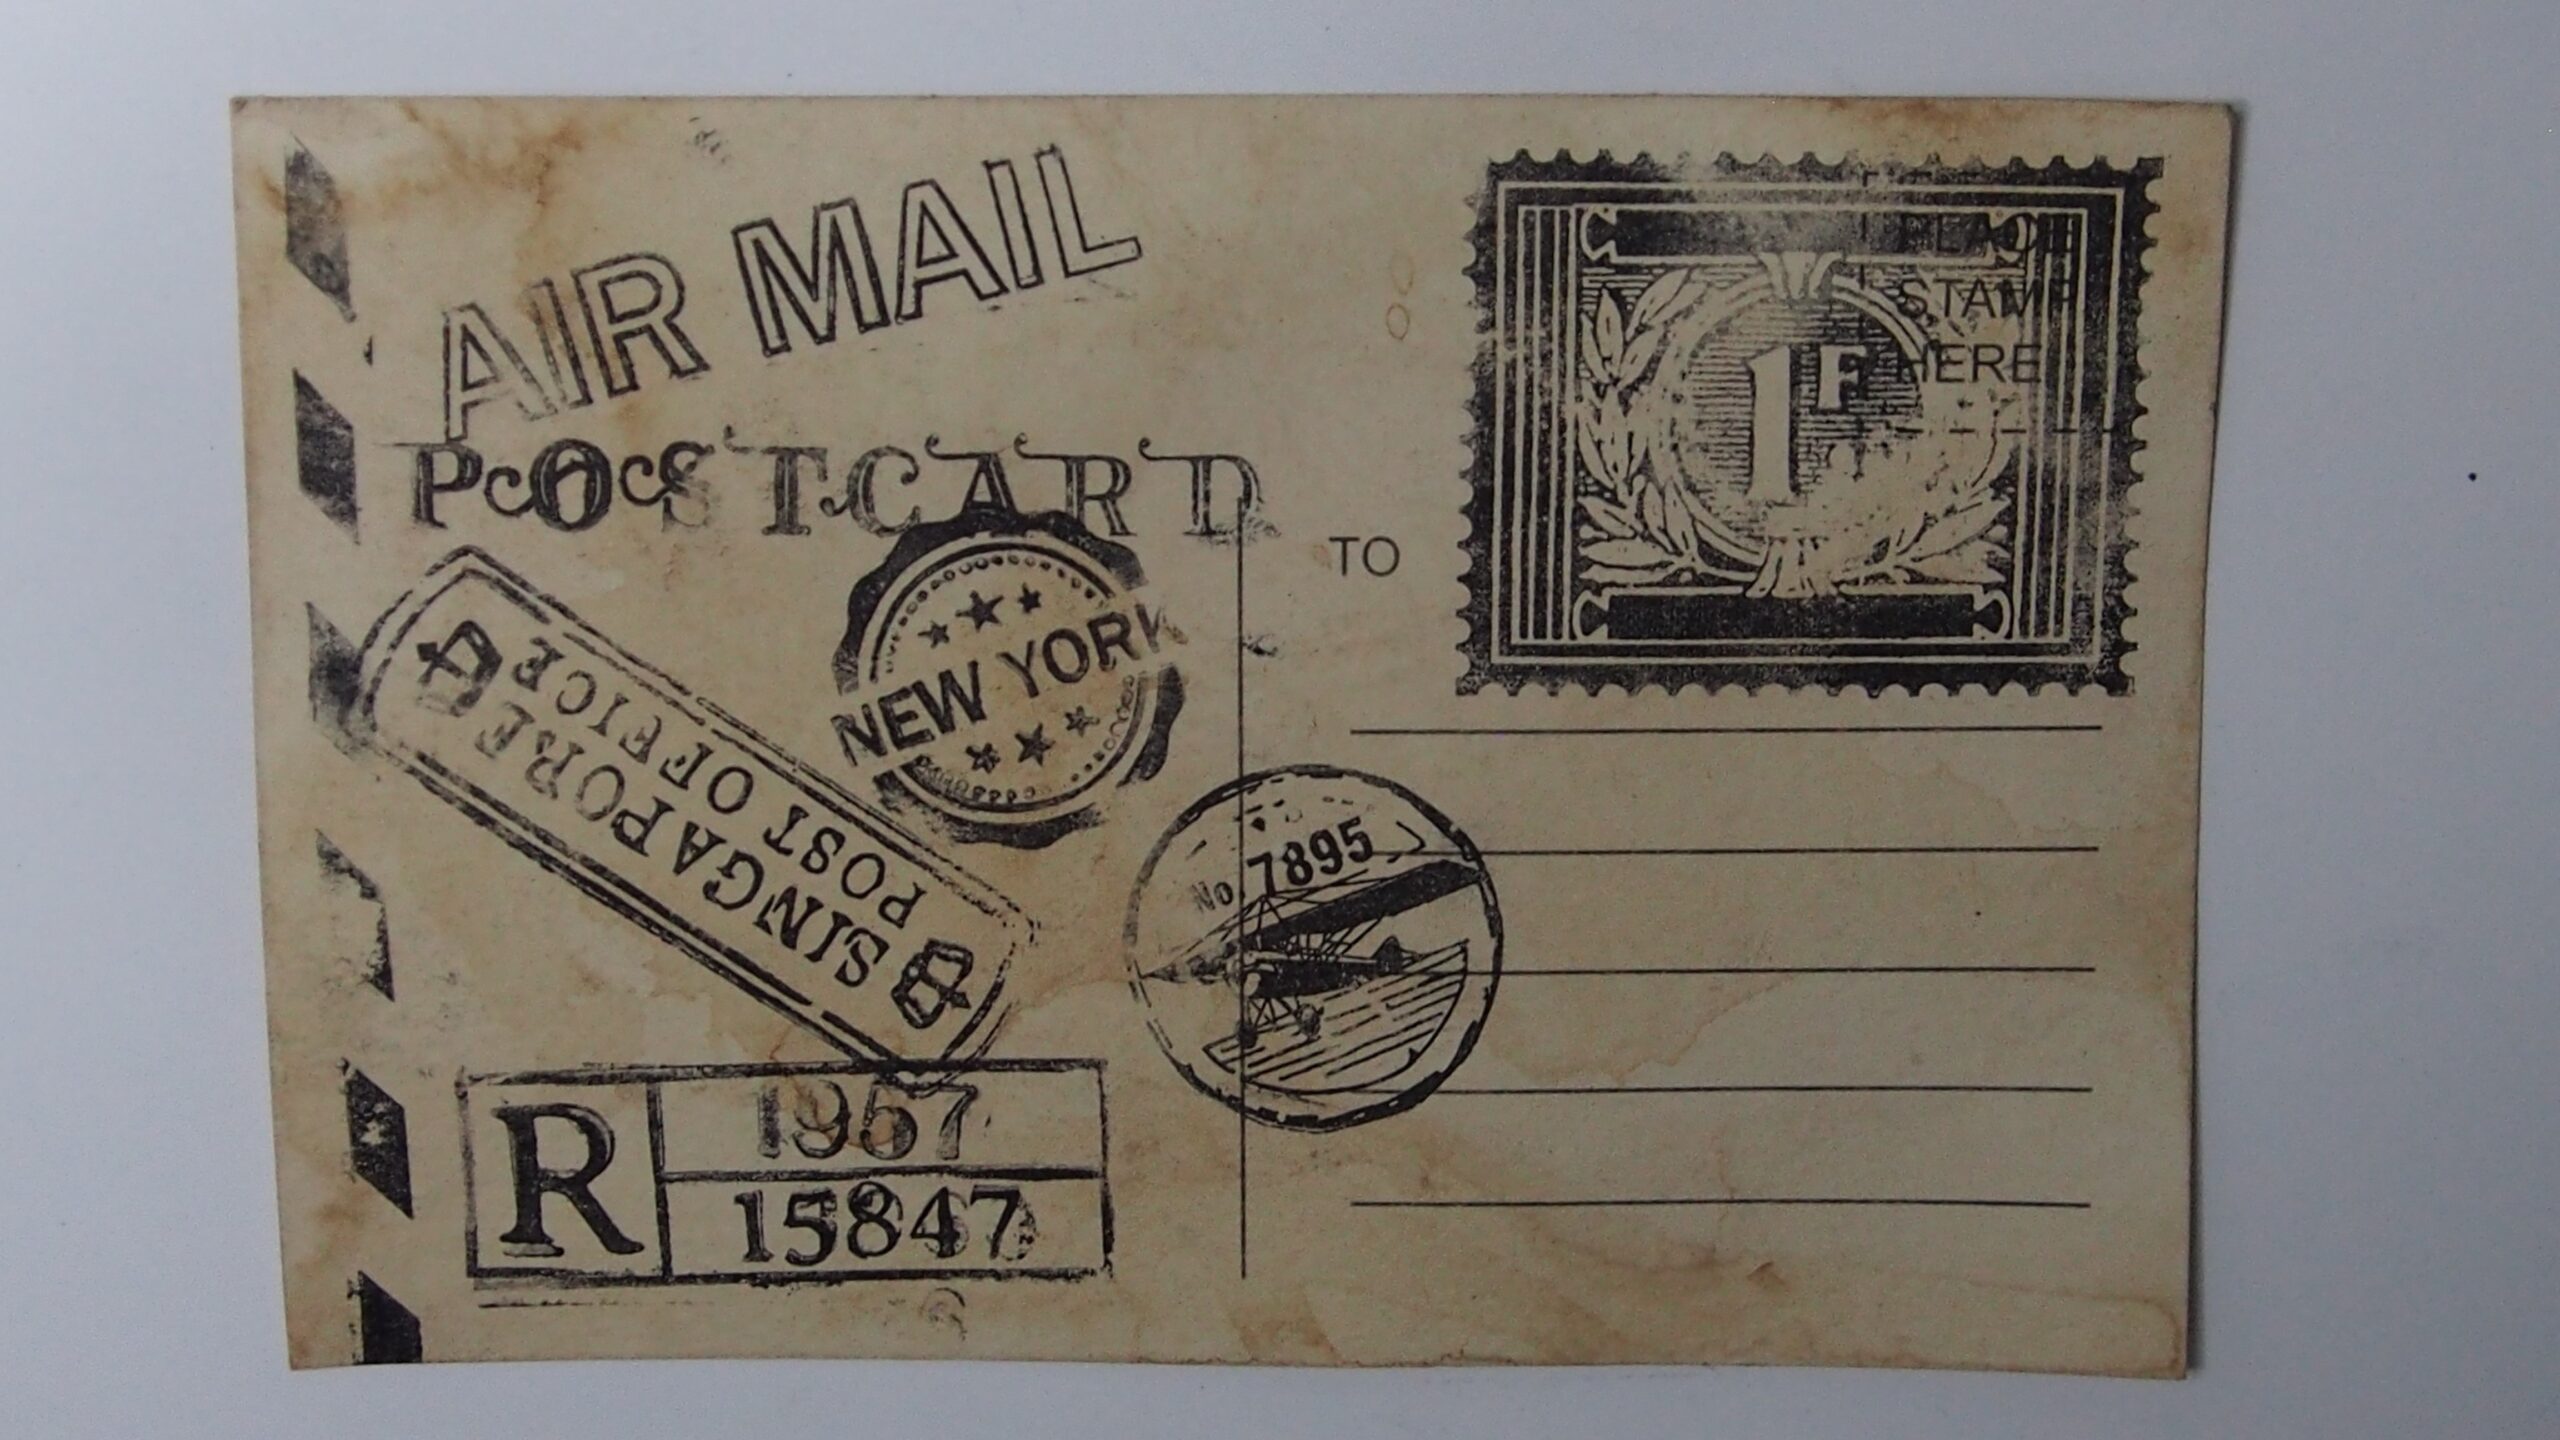 AIR MAIL
POSTCARD
PLACE
STAMP
HERE
1F
TO
NEW YORK
SINGAPORE
POST OFFICE
No. 7895
R
1957
15847